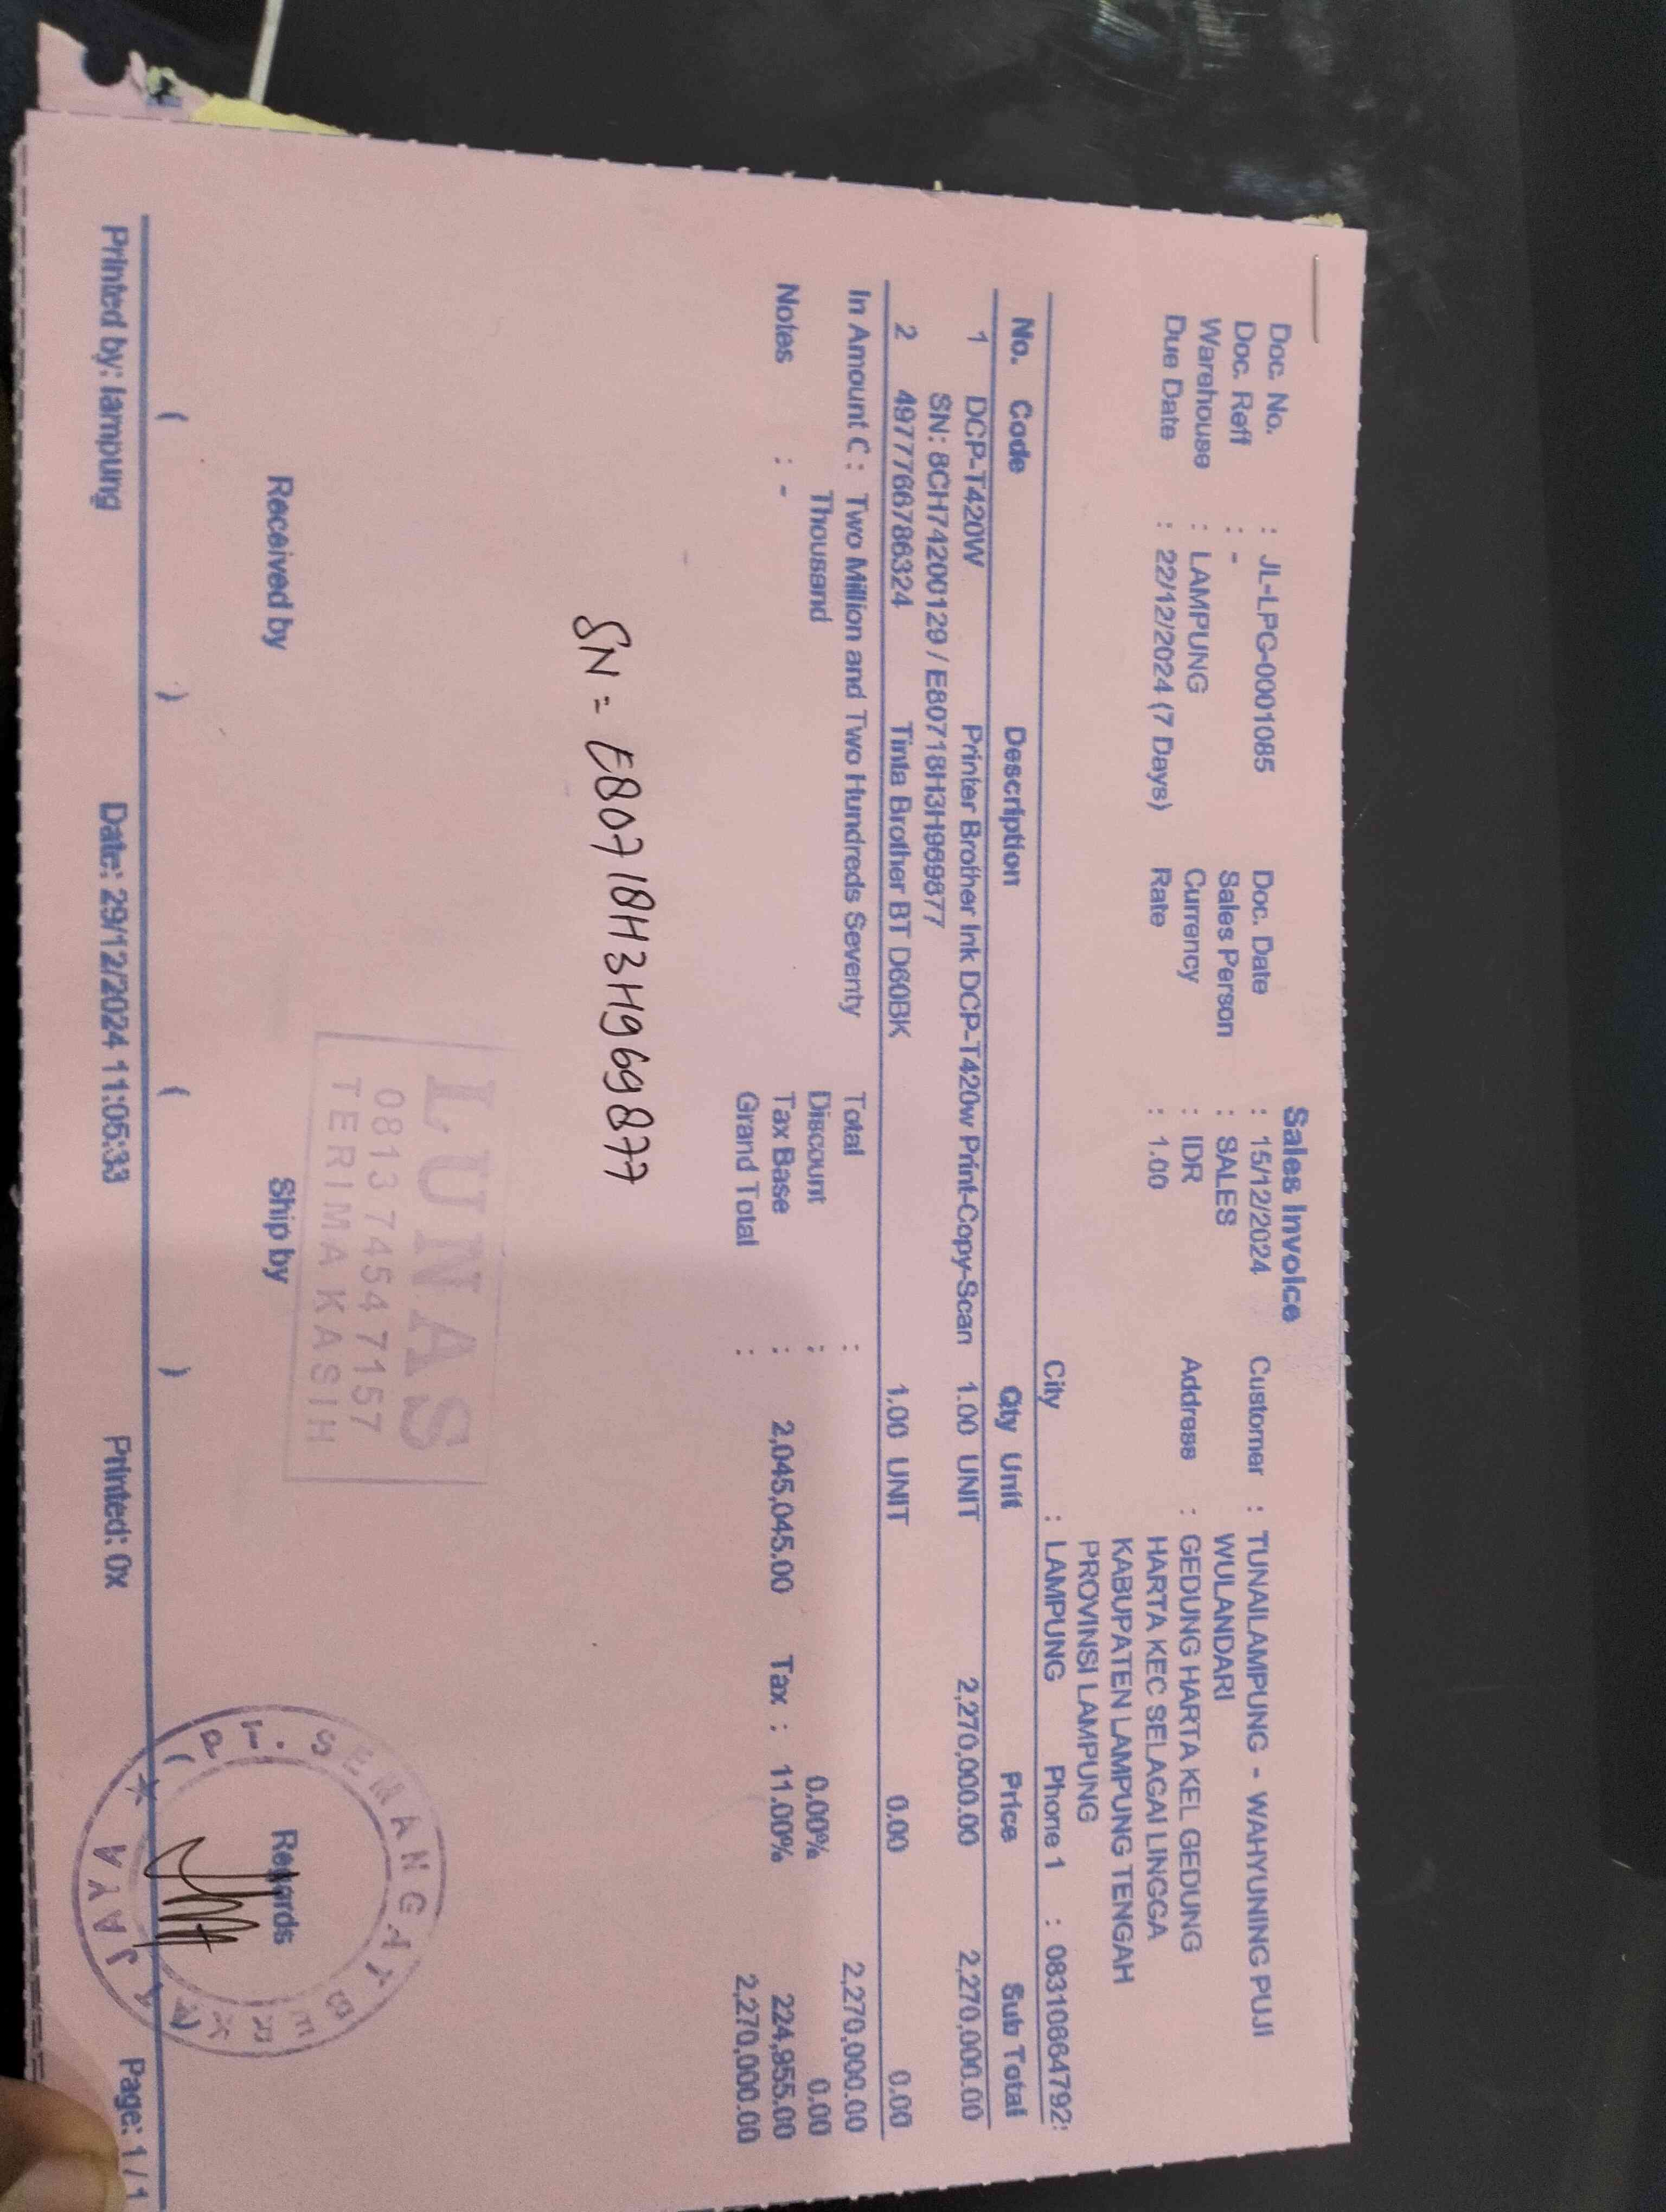 Sales Invoice
Doc. No. : JL-LPG-0001085 Doc. Date : 15/12/2024 Customer : TUNAILAMPUNG - WAHYUNING PUJI
WULANDARI
Doc. Reff : - Sales Person : SALES
Warehouse : LAMPUNG Currency : IDR Address : GEDUNG HARTA KEL GEDUNG
Due Date : 22/12/2024 (7 Days) Rate : 1.00 HARTA KEC SELAGAI LINGGA
KABUPATEN LAMPUNG TENGAH
PROVINSI LAMPUNG
City : LAMPUNG Phone 1 : 08310664792
No. Code Description Qty Unit Price Sub Total
1 DCP-T420W Printer Brother Ink DCP-T420w Print-Copy-Scan 1.00 UNIT 2,270,000.00 2,270,000.00
SN: 8CH74200129 / E80718H3H969877
2 4977766786324 Tinta Brother BT D60BK 1.00 UNIT 0.00 0.00
In Amount C : Two Million and Two Hundreds Seventy Total : 2,270,000.00
Thousand Discount : 0.00% 0.00
Notes : - Tax Base : 2,045,045.00 Tax : 11.00% 224,955.00
Grand Total : 2,270,000.00
SN = E80718H3H969877
LUNAS
0813 7454 7157
TERIMA KASIH
Received by Ship by Regards
( ) ( ) (
PT. SEMANGAT BERKAT JAYA
Printed by: lampung Date: 29/12/2024 11:05:33 Printed: 0x Page: 1 / 1